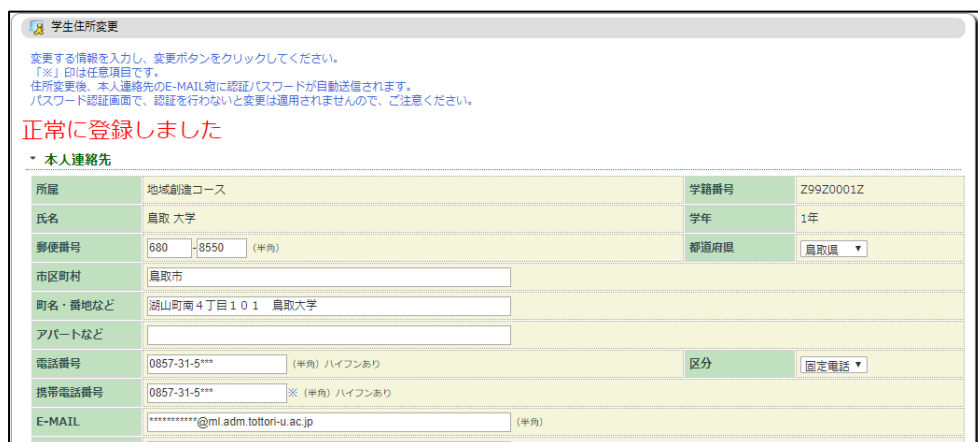 学生住所変更
変更する情報を入力し、変更ボタンをクリックしてください。
「※」印は任意項目です。
住所変更後、本人連絡先のE-MAIL宛に認証パスワードが自動送信されます。
パスワード認証画面で、認証を行わないと変更は適用されませんので、ご注意ください。
正常に登録しました
本人連絡先
所属 地域創造コース 学籍番号 Z99Z0001Z
氏名 鳥取 大学 学年 1年
郵便番号 680 -8550 (半角) 都道府県 鳥取県 ▼
市区町村 鳥取市
町名・番地など 湖山町南4丁目101 鳥取大学
アパートなど
電話番号 0857-31-5*** (半角) ハイフンあり 区分 固定電話 ▼
携帯電話番号 0857-31-5*** ※ (半角) ハイフンあり
E-MAIL ***********@ml.adm.tottori-u.ac.jp (半角)